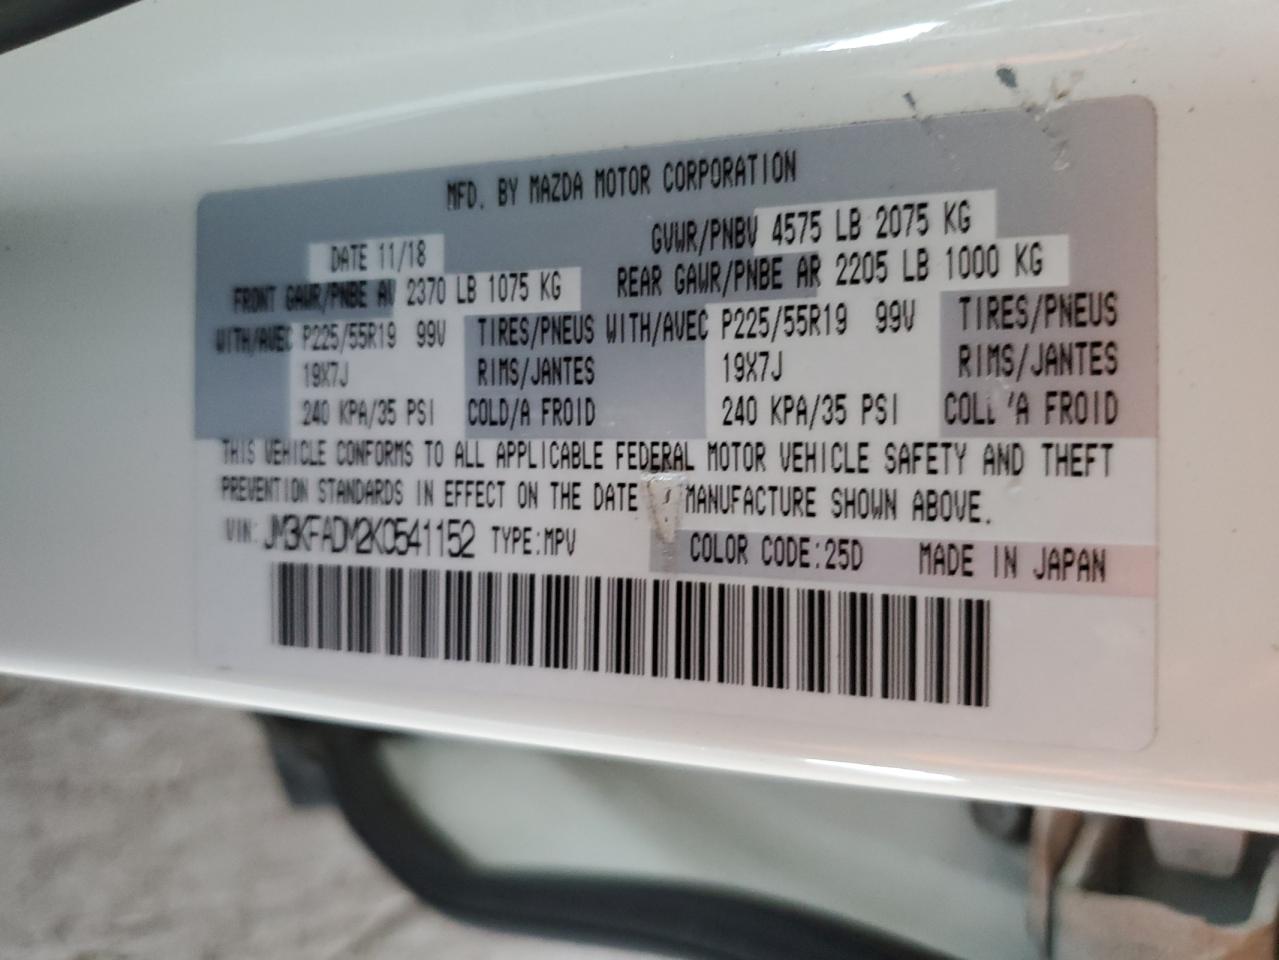 MFD. BY MAZDA MOTOR CORPORATION
DATE 11/18 GVWR/PNBV 4575 LB 2075 KG
FRONT GAWR/PNBE AV 2370 LB 1075 KG REAR GAWR/PNBE AR 2205 LB 1000 KG
WITH/AVEC P225/55R19 99V TIRES/PNEUS WITH/AVEC P225/55R19 99V TIRES/PNEUS
19X7J RIMS/JANTES 19X7J RIMS/JANTES
240 KPA/35 PSI COLD/A FROID 240 KPA/35 PSI COLD/A FROID
THIS VEHICLE CONFORMS TO ALL APPLICABLE FEDERAL MOTOR VEHICLE SAFETY AND THEFT
PREVENTION STANDARDS IN EFFECT ON THE DATE MANUFACTURE SHOWN ABOVE.
VIN: JM3KFADM2K0541152 TYPE:MPV COLOR CODE:25D MADE IN JAPAN